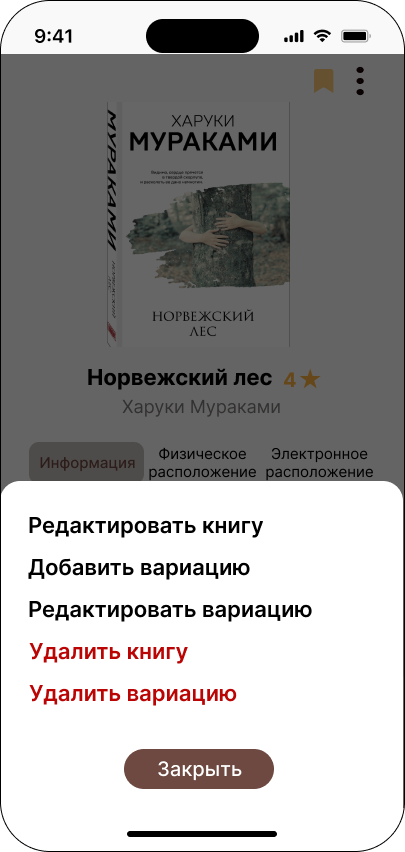 9:41
ХАРУКИ
МУРАКАМИ
МУРАКАМИ
НОРВЕЖСКИЙ
ЛЕС
Норвежский лес 4★
Харуки Мураками
Информация
Физическое
расположение
Электронное
расположение
Редактировать книгу
Добавить вариацию
Редактировать вариацию
Удалить книгу
Удалить вариацию
Закрыть